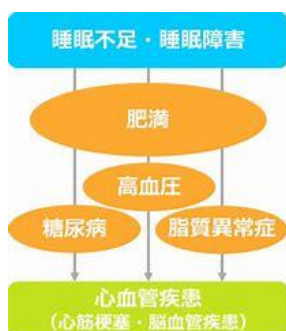 睡眠不足・睡眠障害
肥満
高血圧
糖尿病
脂質異常症
心血管疾患
(心筋梗塞・脳血管疾患)